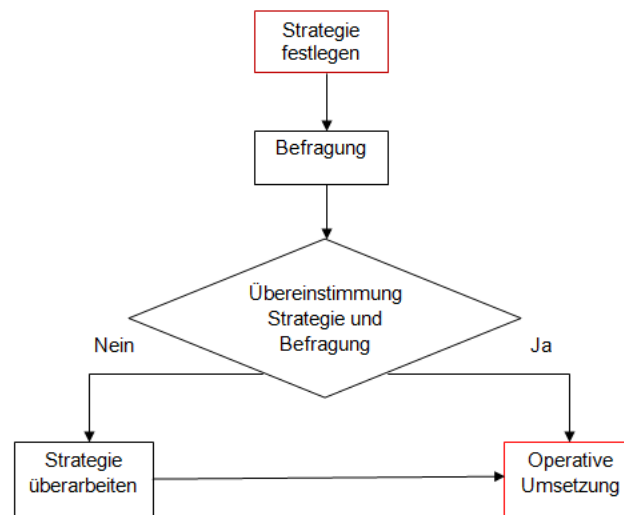 Strategie
festlegen
Befragung
Übereinstimmung
Strategie und
Befragung
Nein
Ja
Strategie
überarbeiten
Operative
Umsetzung